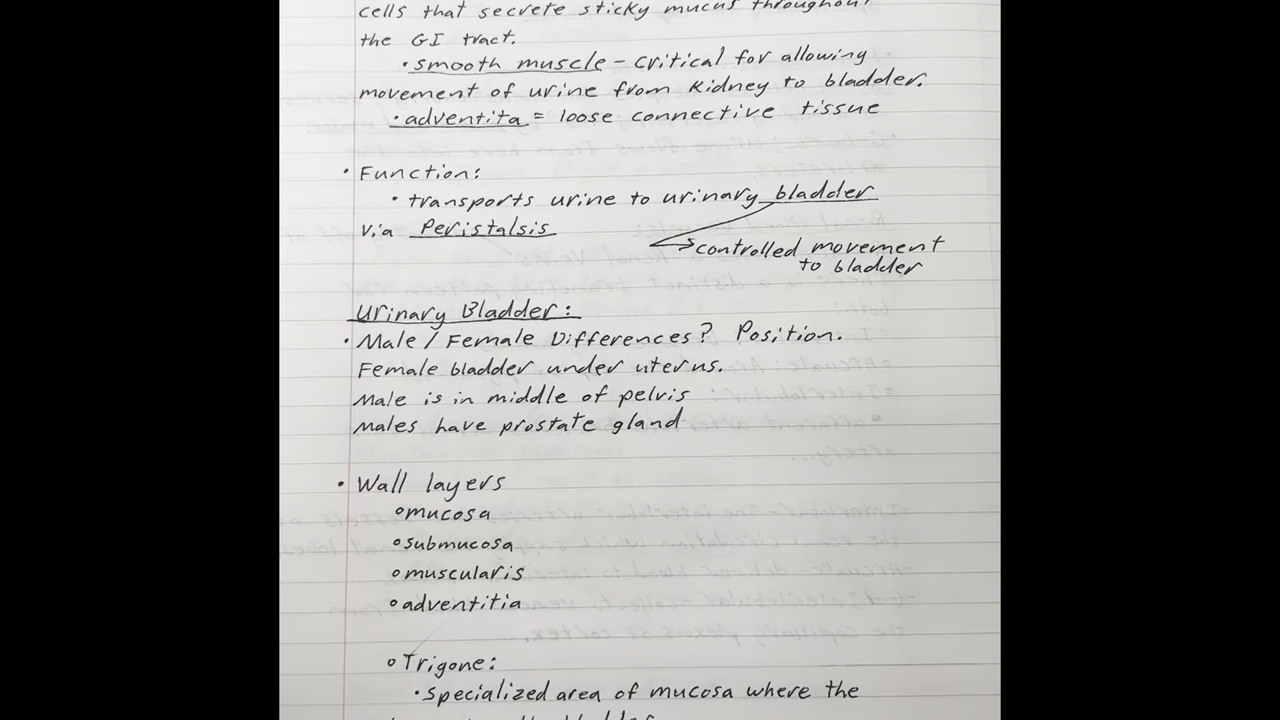 cells that secrete sticky mucus throughout
the GI tract.
• smooth muscle - critical for allowing
movement of urine from Kidney to bladder.
• adventita = loose connective tissue
• Function:
• transports urine to urinary bladder
via Peristalsis
controlled movement
to bladder
Urinary Bladder:
• Male / Female Differences? Position.
Female bladder under uterus.
Male is in middle of pelvis
Males have prostate gland
• Wall layers
° mucosa
° submucosa
° muscularis
° adventitia
° Trigone:
• specialized area of mucosa where the
bladder